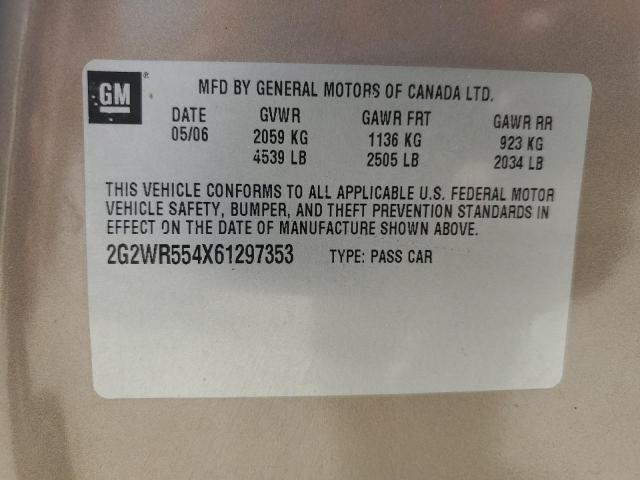 GM®
MFD BY GENERAL MOTORS OF CANADA LTD.
DATE GVWR GAWR FRT GAWR RR
05/06 2059 KG 1136 KG 923 KG
4539 LB 2505 LB 2034 LB
THIS VEHICLE CONFORMS TO ALL APPLICABLE U.S. FEDERAL MOTOR
VEHICLE SAFETY, BUMPER, AND THEFT PREVENTION STANDARDS IN
EFFECT ON THE DATE OF MANUFACTURE SHOWN ABOVE.
2G2WR554X61297353 TYPE: PASS CAR